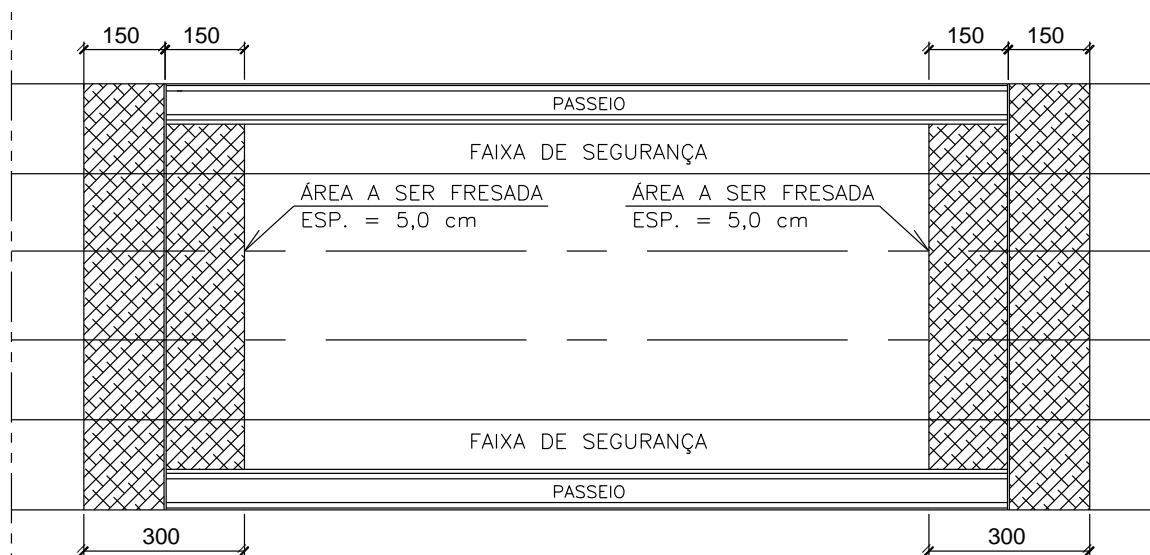 150 150 150 150
PASSEIO
FAIXA DE SEGURANÇA
ÁREA A SER FRESADA
ESP. = 5,0 cm
ÁREA A SER FRESADA
ESP. = 5,0 cm
FAIXA DE SEGURANÇA
PASSEIO
300 300